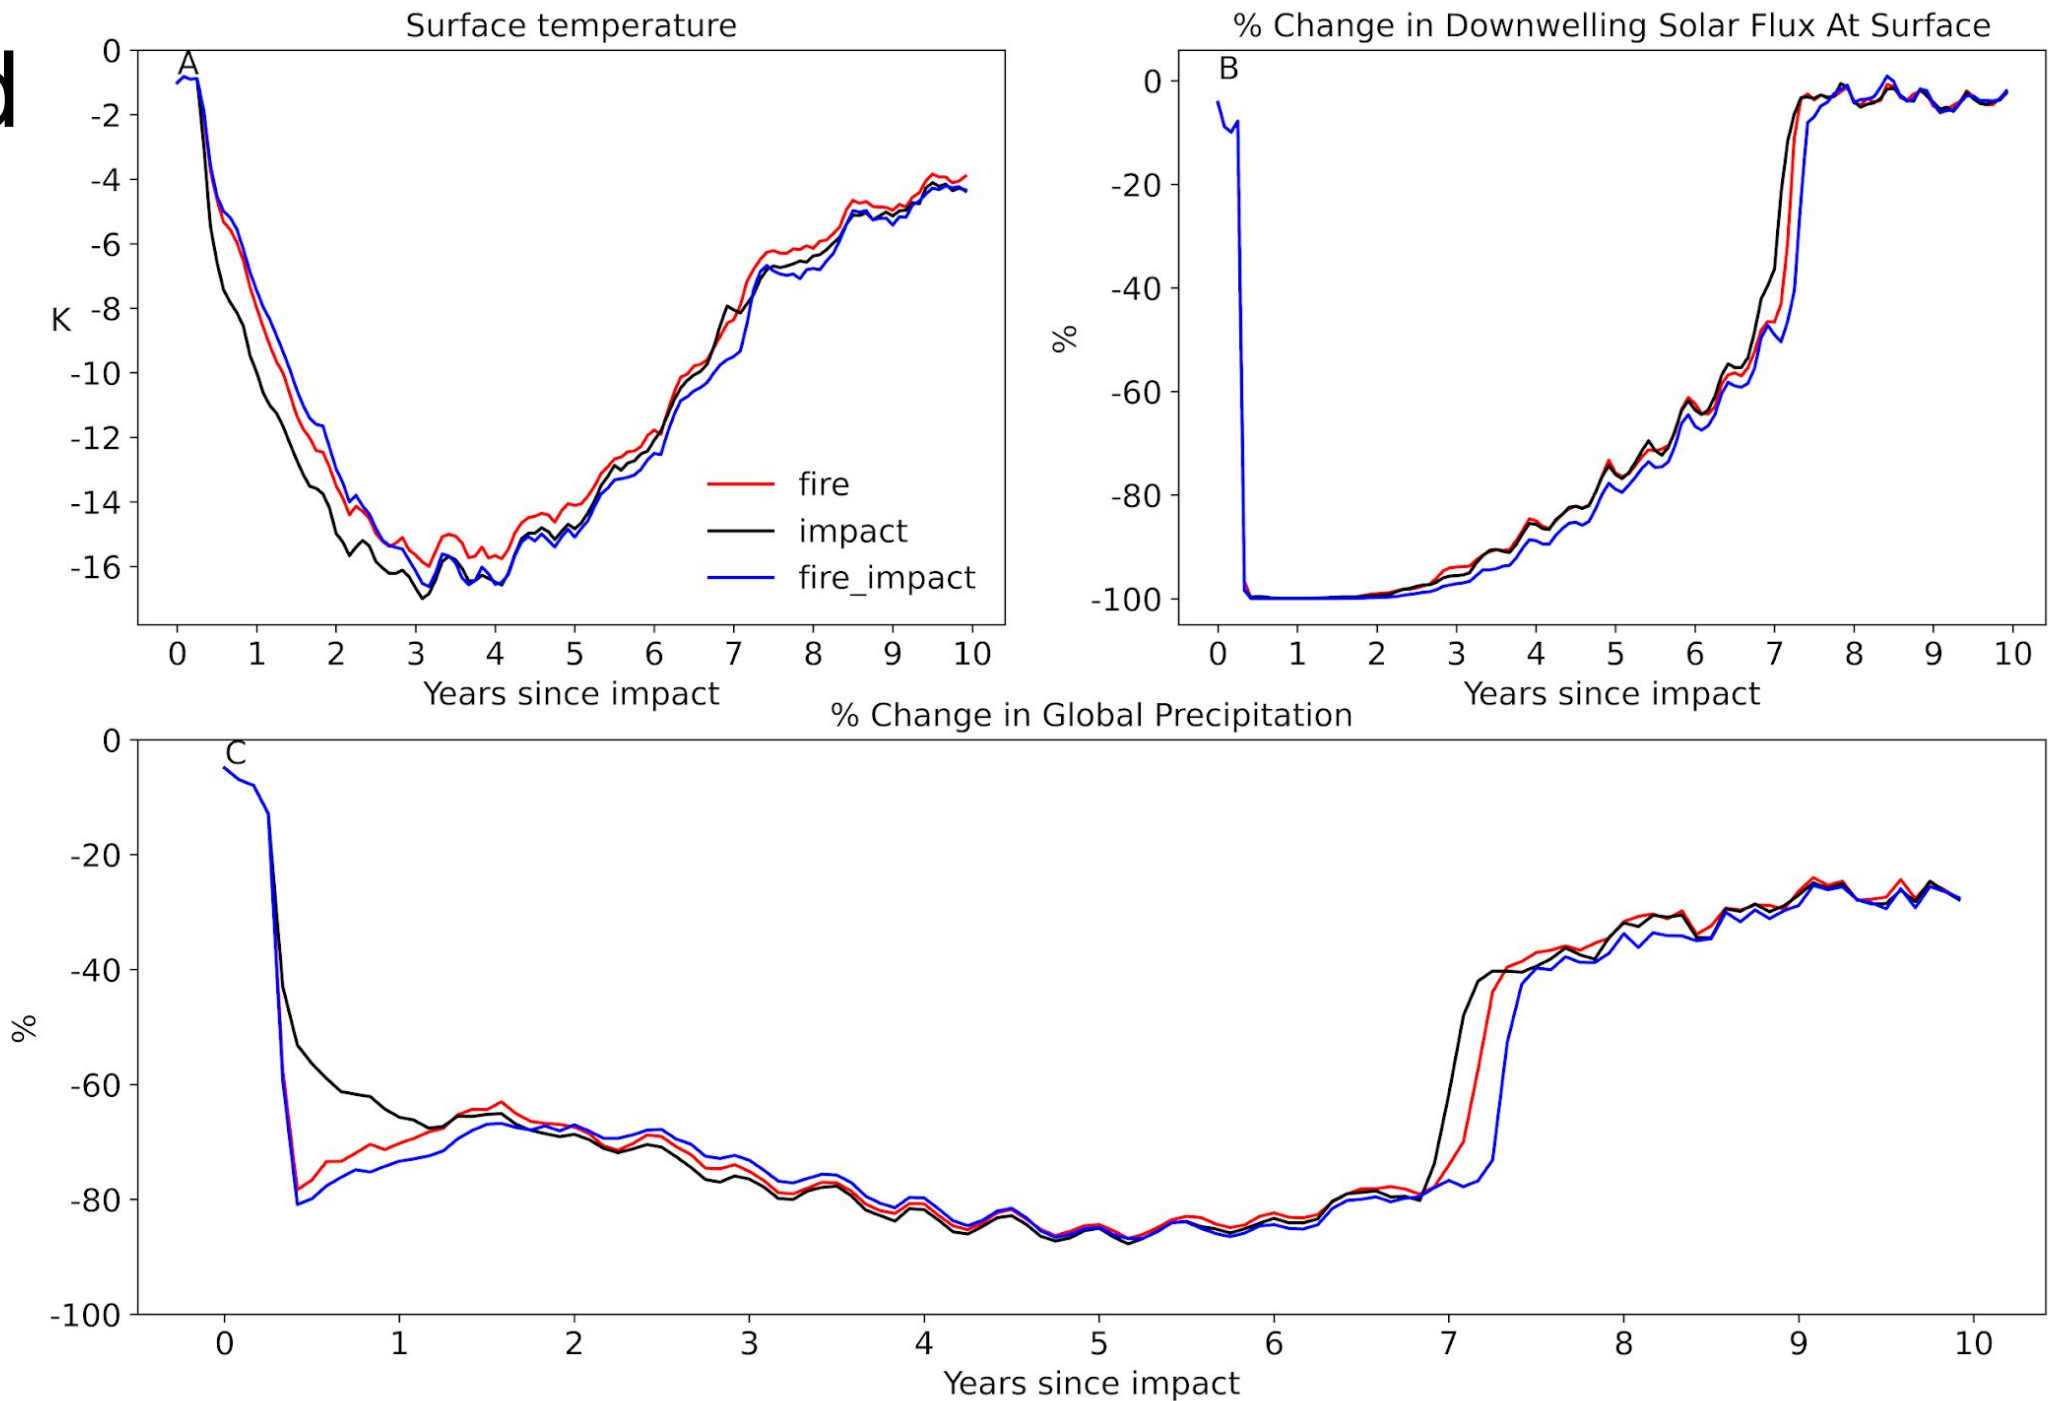 d
Surface temperature
A
0
-2
-4
-6
-8
-10
-12
-14
-16
K
fire
impact
fire_impact
0 1 2 3 4 5 6 7 8 9 10
Years since impact
% Change in Downwelling Solar Flux At Surface
B
0
-20
-40
-60
-80
-100
%
0 1 2 3 4 5 6 7 8 9 10
Years since impact
% Change in Global Precipitation
C
0
-20
-40
-60
-80
-100
%
0 1 2 3 4 5 6 7 8 9 10
Years since impact